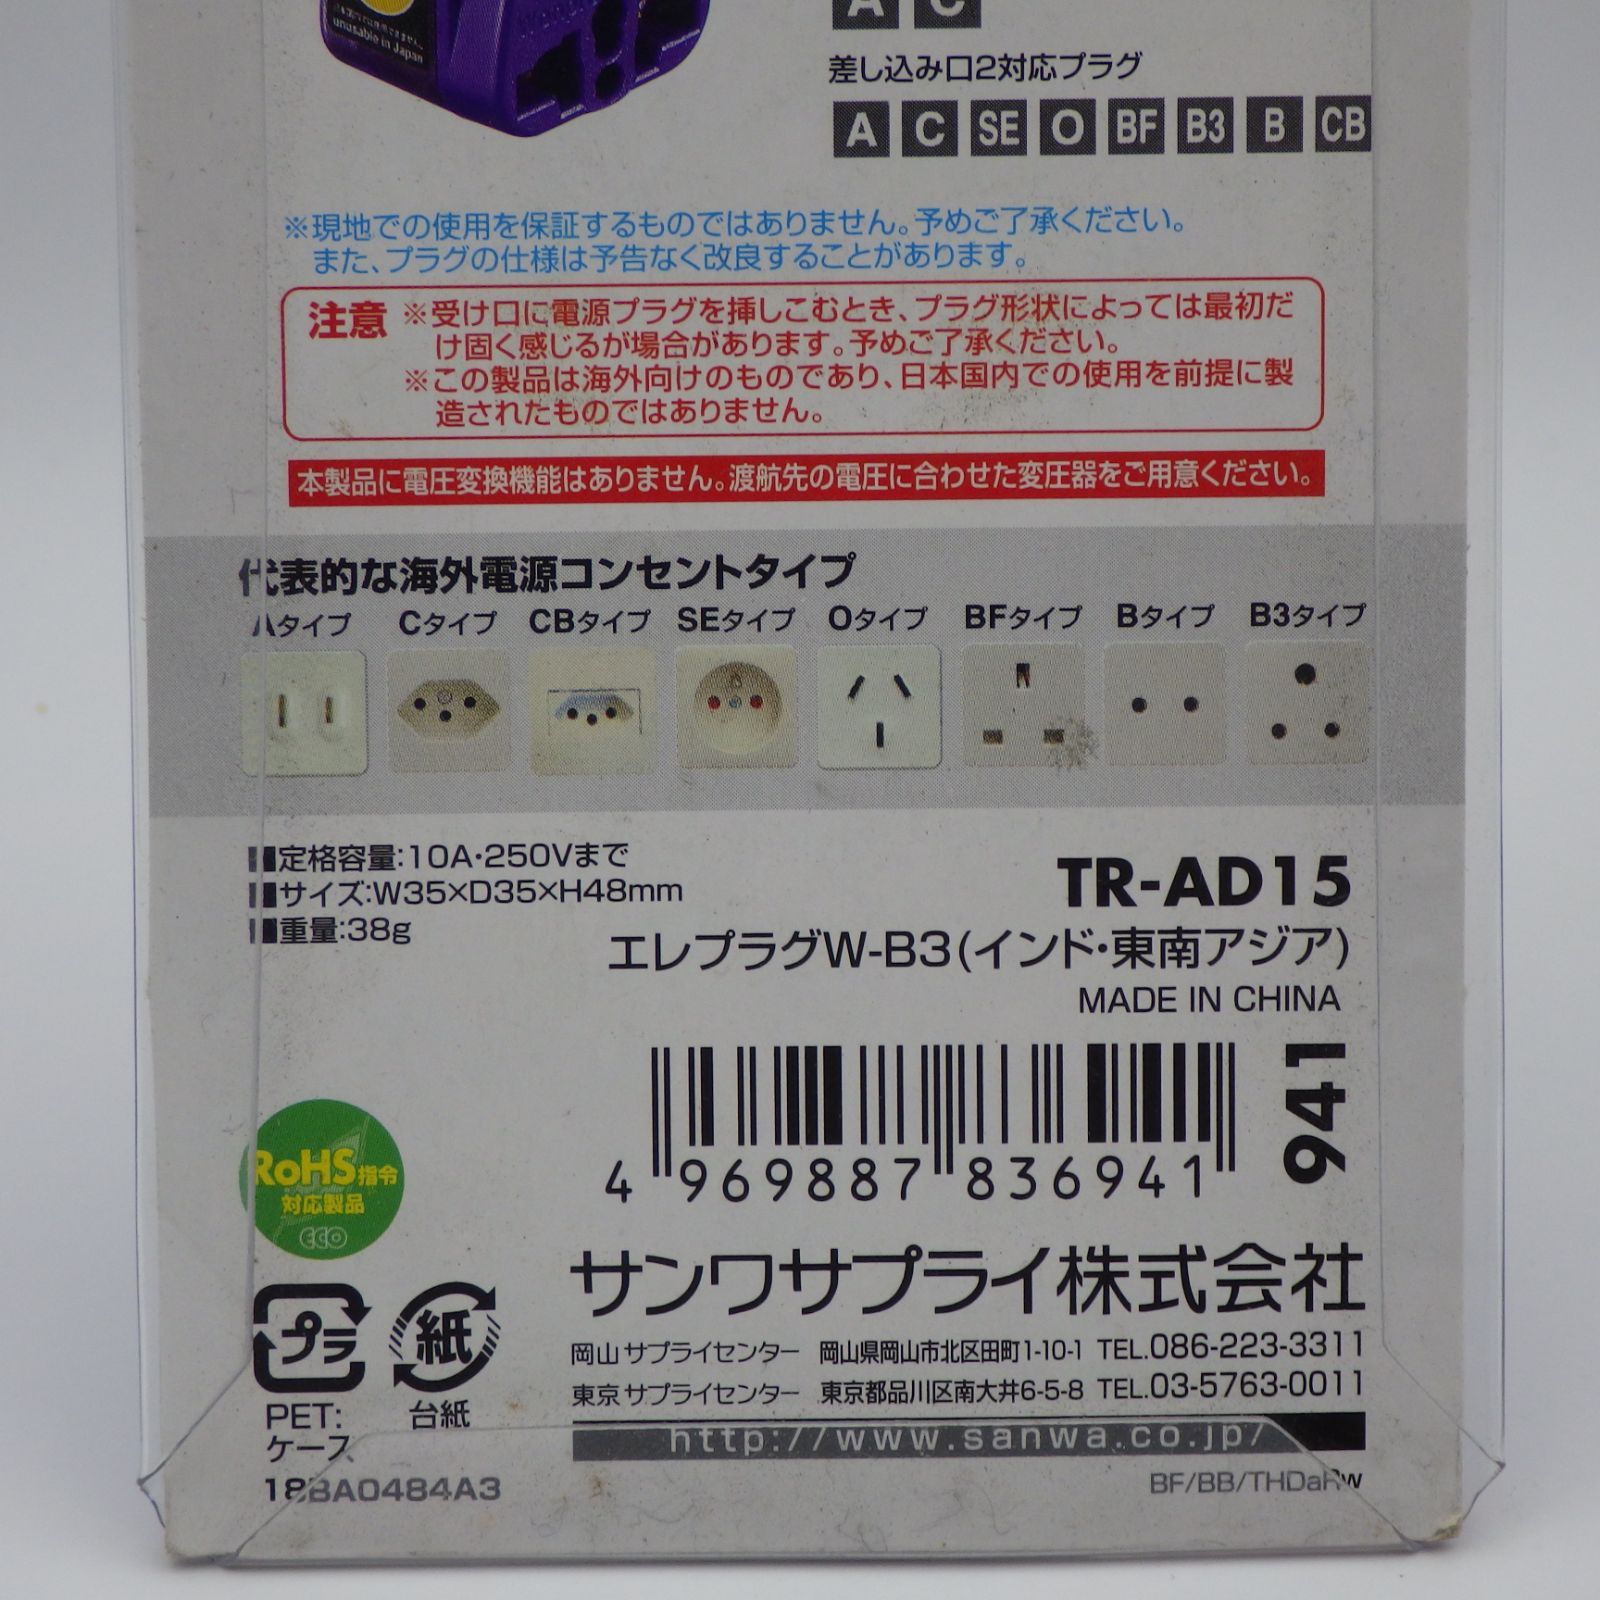 unusable in Japan
A C
差し込み口2対応プラグ
A C SE O BF B3 B CB
※現地での使用を保証するものではありません。予めご了承ください。
また、プラグの仕様は予告なく改良することがあります。
注意 ※受け口に電源プラグを挿しこむとき、プラグ形状によっては最初だ
け固く感じるが場合があります。予めご了承ください。
※この製品は海外向けのものであり、日本国内での使用を前提に製
造されたものではありません。
本製品に電圧変換機能はありません。渡航先の電圧に合わせた変圧器をご用意ください。
代表的な海外電源コンセントタイプ
Aタイプ Cタイプ CBタイプ SEタイプ Oタイプ BFタイプ Bタイプ B3タイプ
■定格容量:10A・250Vまで
■サイズ:W35×D35×H48mm
■重量:38g
TR-AD15
エレプラグW-B3(インド・東南アジア)
MADE IN CHINA
941
4 969887 836941
RoHS指令
対応製品
ECO
サンワサプライ株式会社
岡山サプライセンター 岡山県岡山市北区田町1-10-1 TEL.086-223-3311
東京サプライセンター 東京都品川区南大井6-5-8 TEL.03-5763-0011
http://www.sanwa.co.jp/
プラ 紙
PET: 台紙
ケース
18BA0484A3
BF/BB/THDaRw